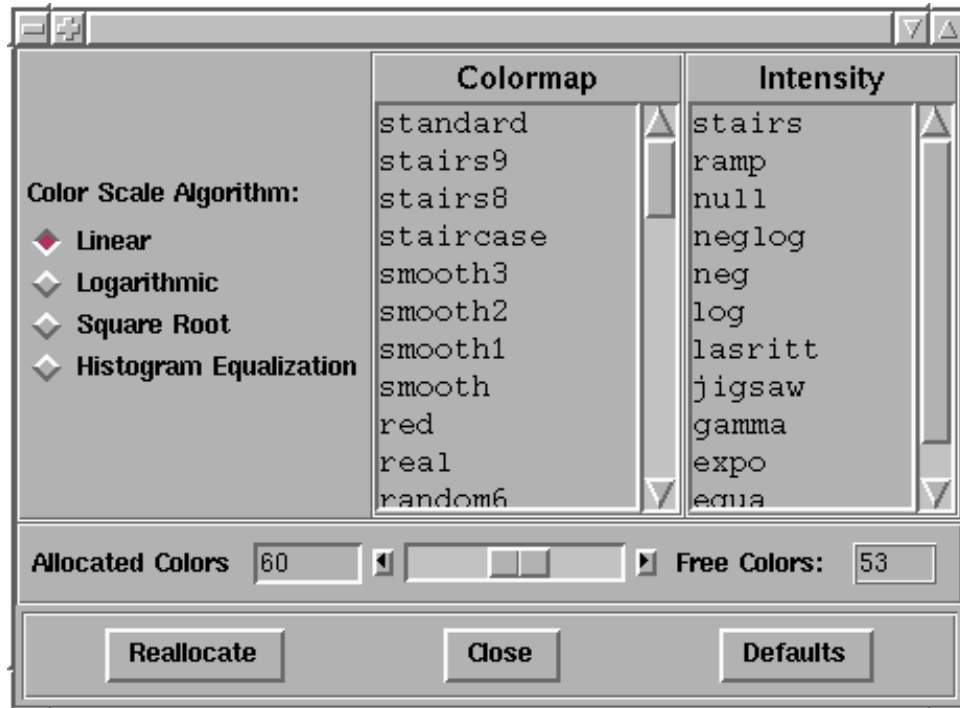 Color Scale Algorithm:
Linear
Logarithmic
Square Root
Histogram Equalization
Colormap
standard
stairs9
stairs8
staircase
smooth3
smooth2
smooth1
smooth
red
real
random6
Intensity
stairs
ramp
null
neglog
neg
log
lasritt
jigsaw
gamma
expo
equa
Allocated Colors 60 Free Colors: 53
Reallocate Close Defaults